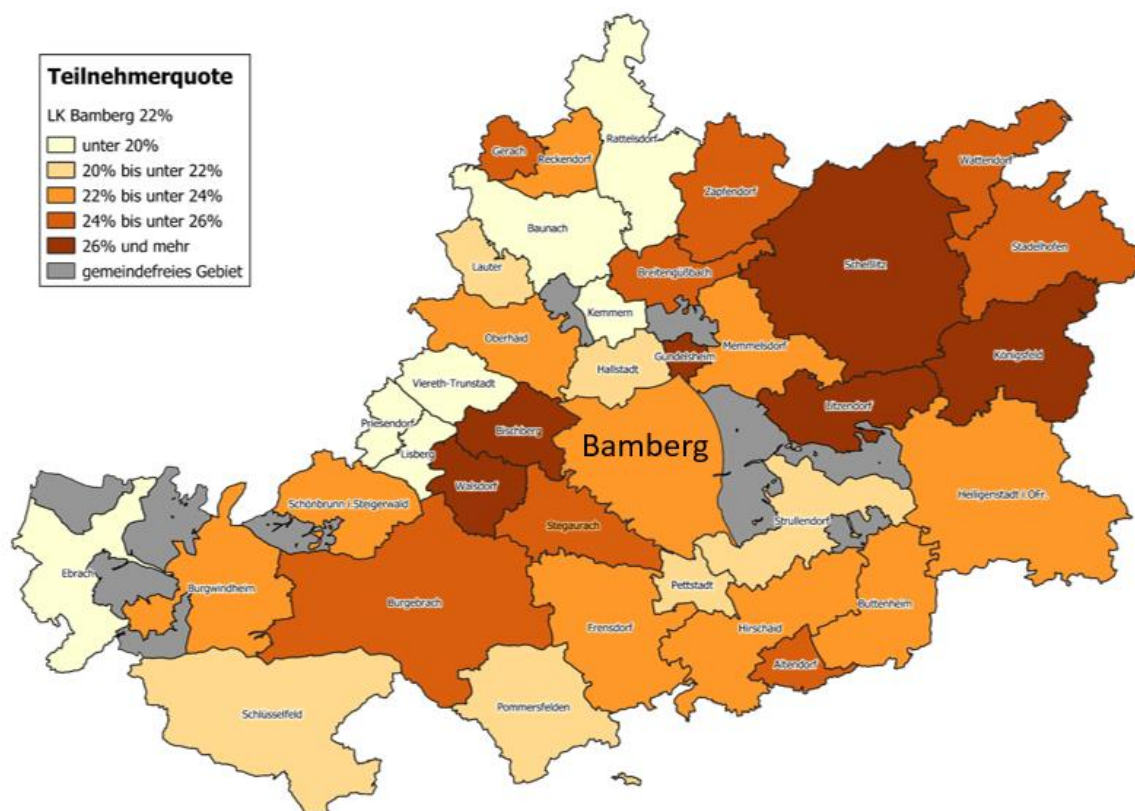 Teilnehmerquote
LK Bamberg 22%
unter 20%
20% bis unter 22%
22% bis unter 24%
24% bis unter 26%
26% und mehr
gemeindefreies Gebiet
Rattelsdorf
Gerach
Reckendorf
Wattendorf
Zapfendorf
Baunach
Stadelhofen
Lauter
Breitengüßbach
Scheßlitz
Kemmern
Oberhaid
Memmelsdorf
Gundelsheim
Königsfeld
Hallstadt
Viereth-Trunstadt
Litzendorf
Priesendorf
Bischberg
Lisberg
Bamberg
Walsdorf
Heiligenstadt i.OFr.
Schönbrunn i.Steigerwald
Stegaurach
Strullendorf
Ebrach
Burgwindheim
Pettstadt
Burgebrach
Buttenheim
Frensdorf
Hirschaid
Altendorf
Schlüsselfeld
Pommersfelden